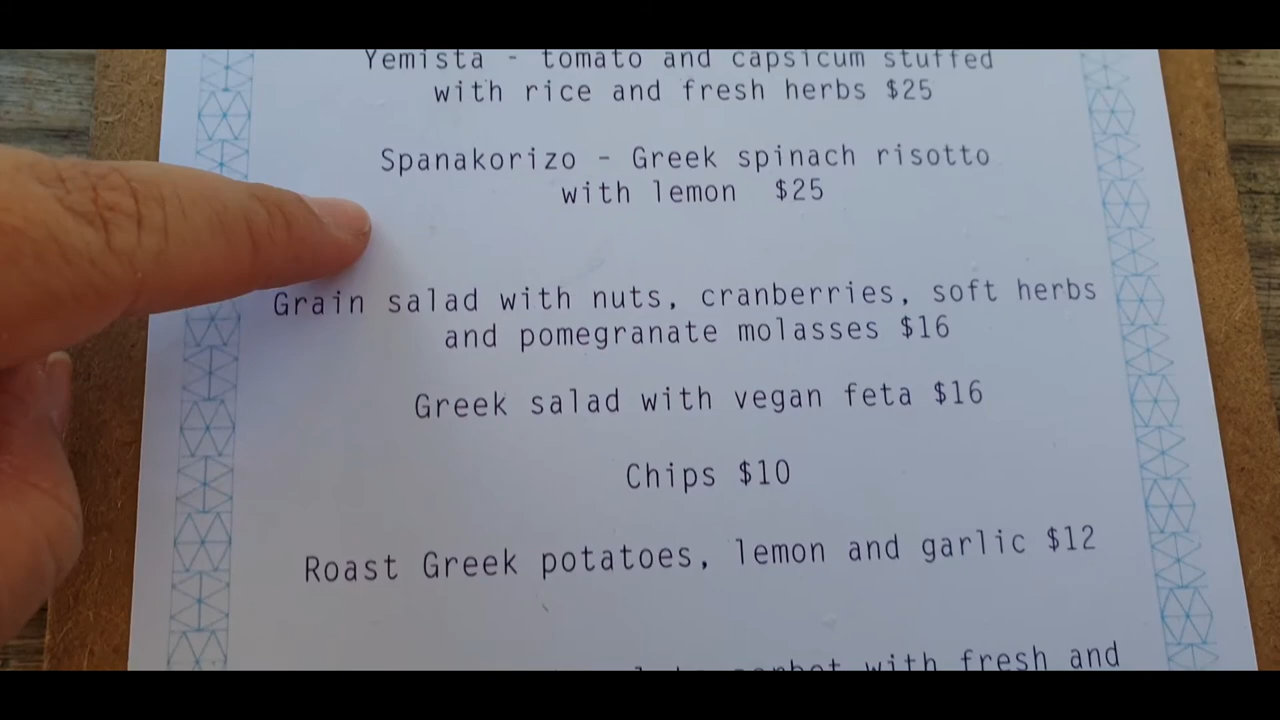 Yemista - tomato and capsicum stuffed
with rice and fresh herbs $25
Spanakorizo - Greek spinach risotto
with lemon $25
Grain salad with nuts, cranberries, soft herbs
and pomegranate molasses $16
Greek salad with vegan feta $16
Chips $10
Roast Greek potatoes, lemon and garlic $12
sorbet with fresh and